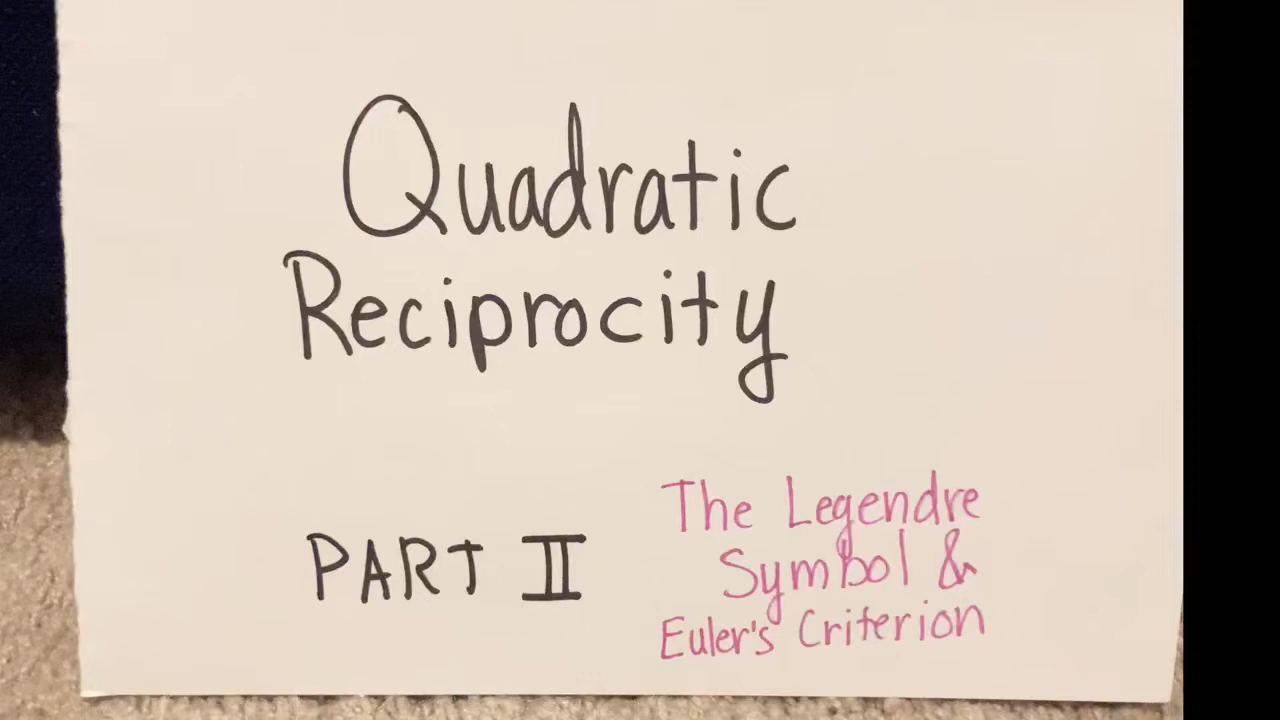 Quadratic
Reciprocity
PART II
The Legendre
Symbol &
Euler's Criterion